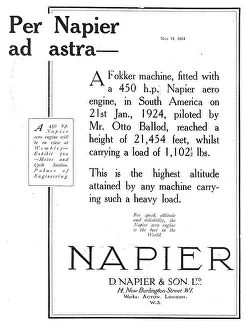 Per Napier
ad astra—
May 15, 1924
A Fokker machine, fitted with
a 450 h.p. Napier aero
engine, in South America on
21st Jan., 1924, piloted by
Mr. Otto Ballod, reached a
height of 21,454 feet, whilst
carrying a load of 1,102½ lbs.
A 450 h.p.
Napier
aero engine will
be on view at
Wembley—
Exhibit
—Motor and
Cycle Section,
Palace of
Engineering.
This is the highest altitude
attained by any machine carry-
ing such a heavy load.
For speed, altitude
and reliability, the
Napier aero engine
is the best in the
World.
NAPIER
D. NAPIER & SON. LTD.
14. New Burlington Street W1.
Works: ACTON, LONDON.
W.3.